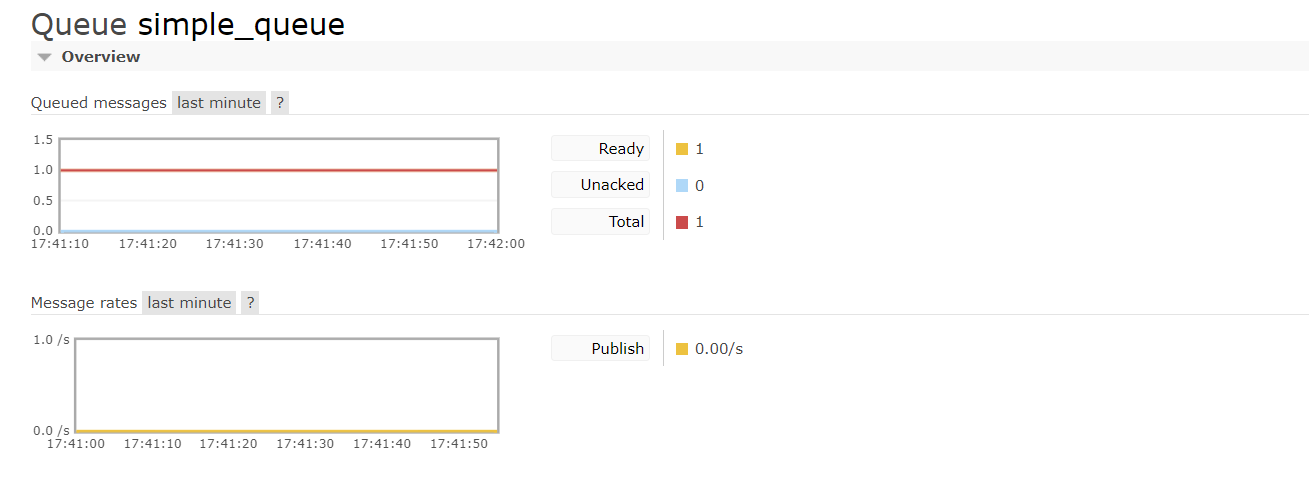 Queue simple_queue
Overview
Queued messages last minute ?
1.5
1.0
0.5
0.0
17:41:10 17:41:20 17:41:30 17:41:40 17:41:50 17:42:00
Ready 1
Unacked 0
Total 1
Message rates last minute ?
1.0 /s
0.0 /s
17:41:00 17:41:10 17:41:20 17:41:30 17:41:40 17:41:50
Publish 0.00/s